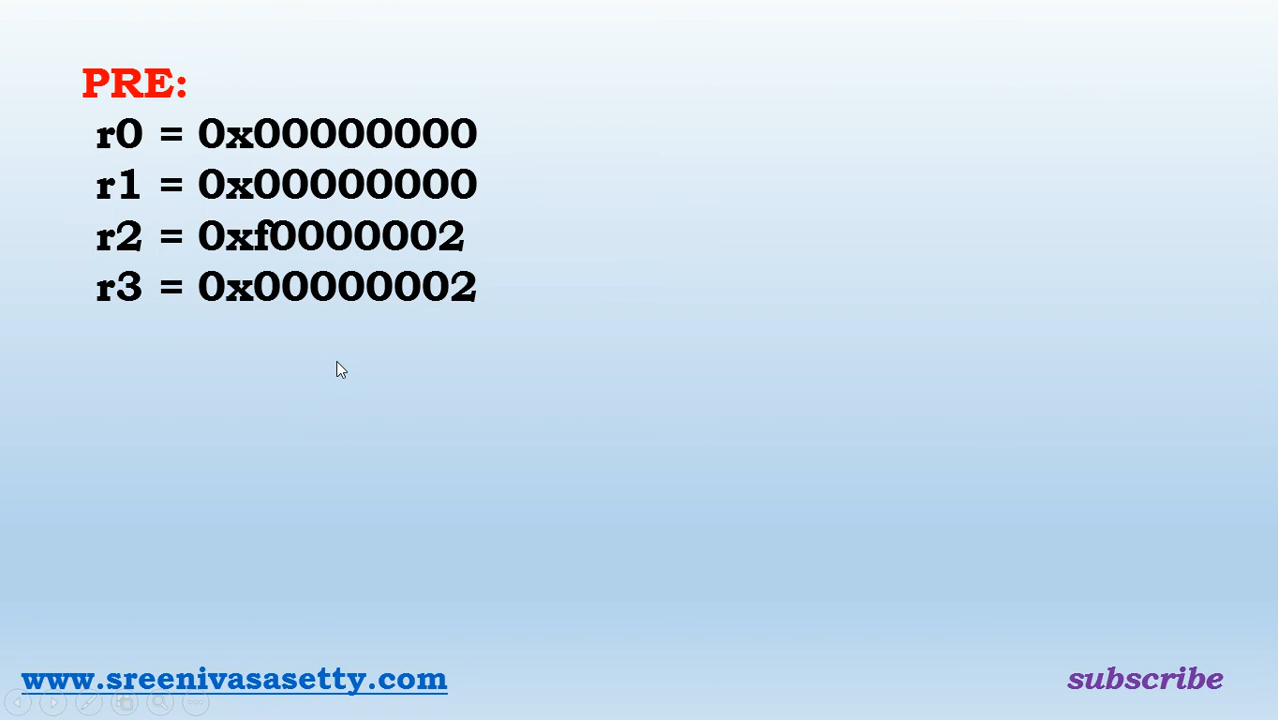 PRE:
r0 = 0x00000000
r1 = 0x00000000
r2 = 0xf0000002
r3 = 0x00000002
www.sreenivasasetty.com
subscribe